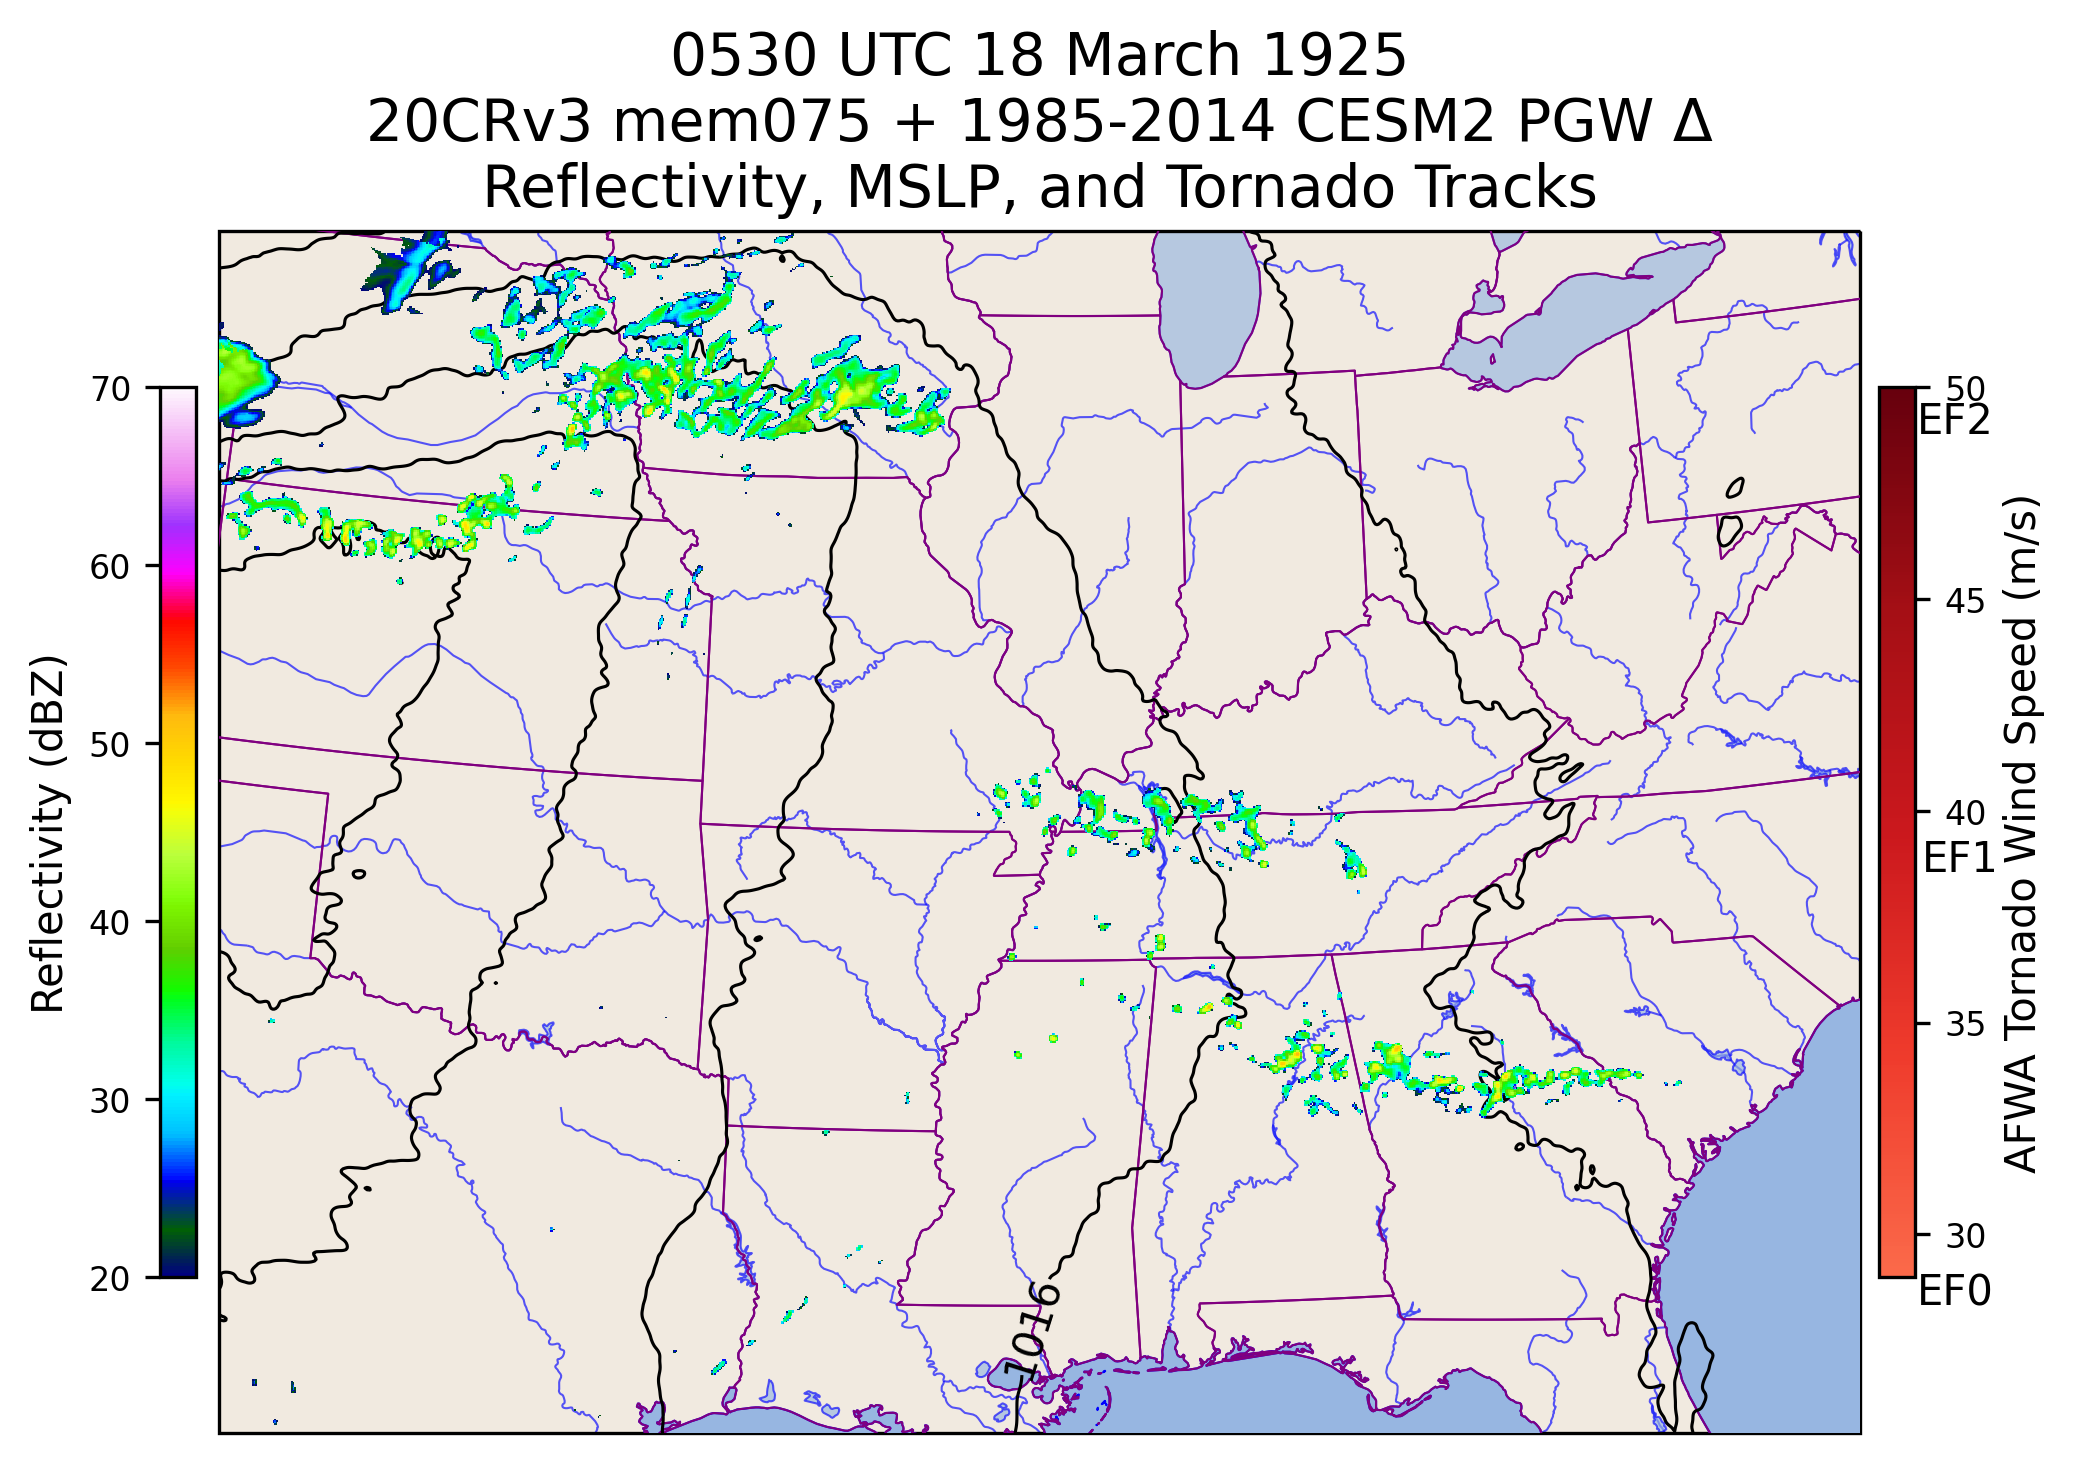 0530 UTC 18 March 1925
20CRv3 mem075 + 1985-2014 CESM2 PGW Δ
Reflectivity, MSLP, and Tornado Tracks
70
60
50
40
30
20
Reflectivity (dBZ)
1016
50
EF2
45
40
EF1
35
30
EF0
AFWA Tornado Wind Speed (m/s)